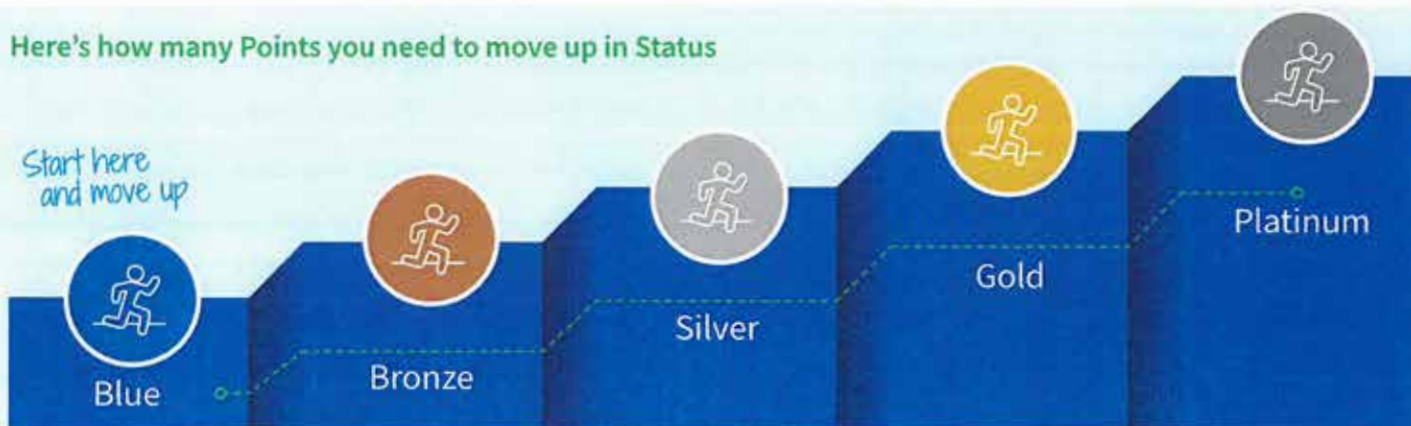 Here's how many Points you need to move up in Status
Start here
and move up
Blue
Bronze
Silver
Gold
Platinum